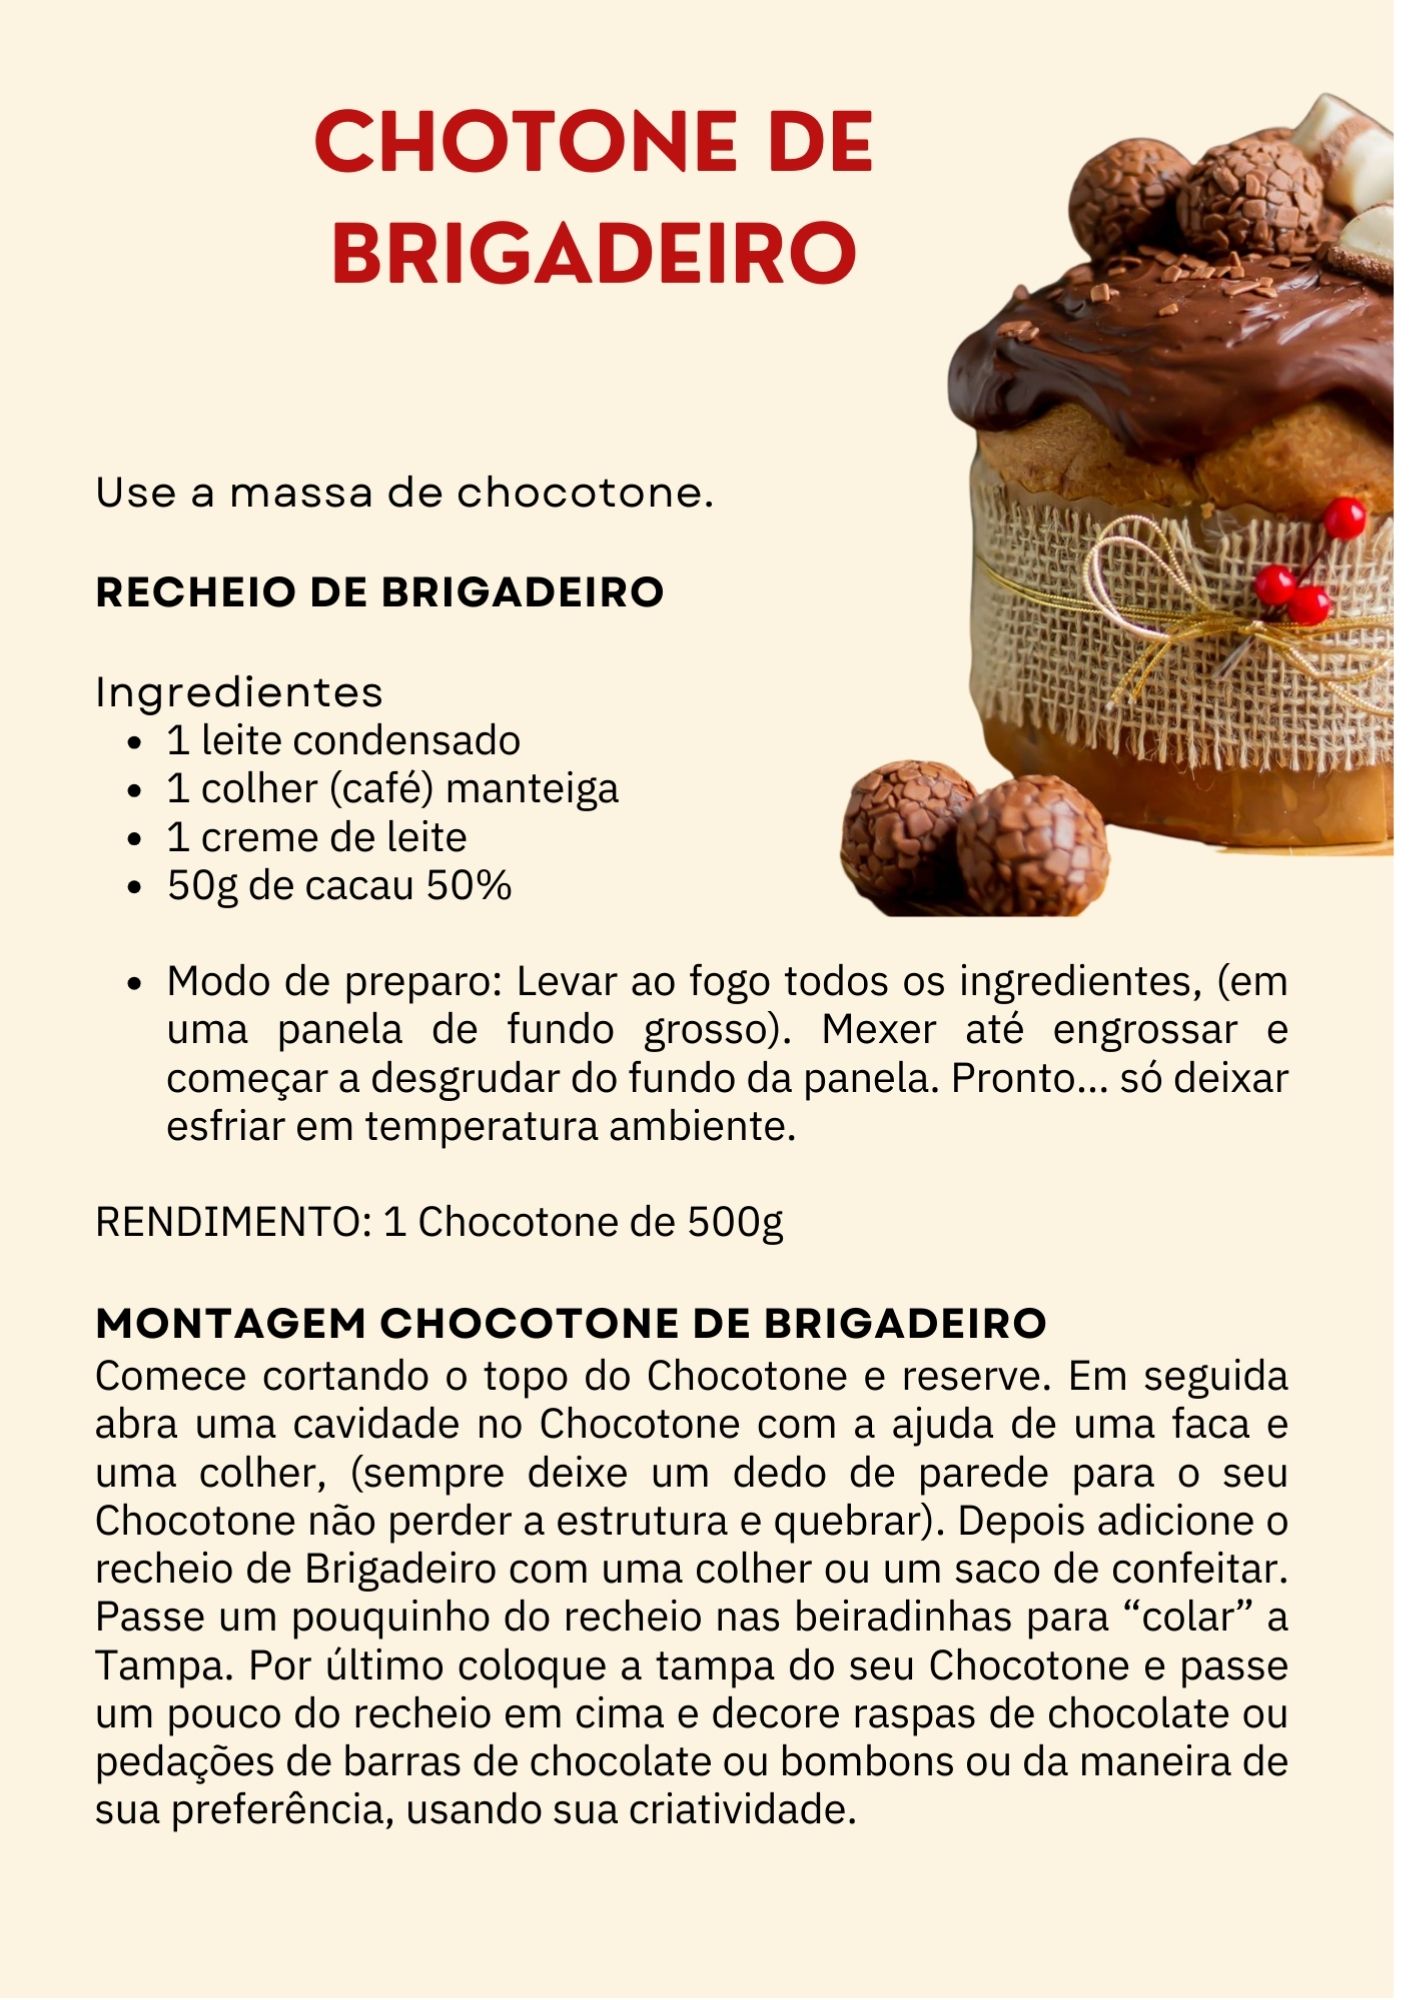 CHOTONE DE
BRIGADEIRO
Use a massa de chocotone.
RECHEIO DE BRIGADEIRO
Ingredientes
• 1 leite condensado
• 1 colher (café) manteiga
• 1 creme de leite
• 50g de cacau 50%
• Modo de preparo: Levar ao fogo todos os ingredientes, (em
uma panela de fundo grosso). Mexer até engrossar e
começar a desgrudar do fundo da panela. Pronto... só deixar
esfriar em temperatura ambiente.
RENDIMENTO: 1 Chocotone de 500g
MONTAGEM CHOCOTONE DE BRIGADEIRO
Comece cortando o topo do Chocotone e reserve. Em seguida
abra uma cavidade no Chocotone com a ajuda de uma faca e
uma colher, (sempre deixe um dedo de parede para o seu
Chocotone não perder a estrutura e quebrar). Depois adicione o
recheio de Brigadeiro com uma colher ou um saco de confeitar.
Passe um pouquinho do recheio nas beiradinhas para “colar” a
Tampa. Por último coloque a tampa do seu Chocotone e passe
um pouco do recheio em cima e decore raspas de chocolate ou
pedações de barras de chocolate ou bombons ou da maneira de
sua preferência, usando sua criatividade.